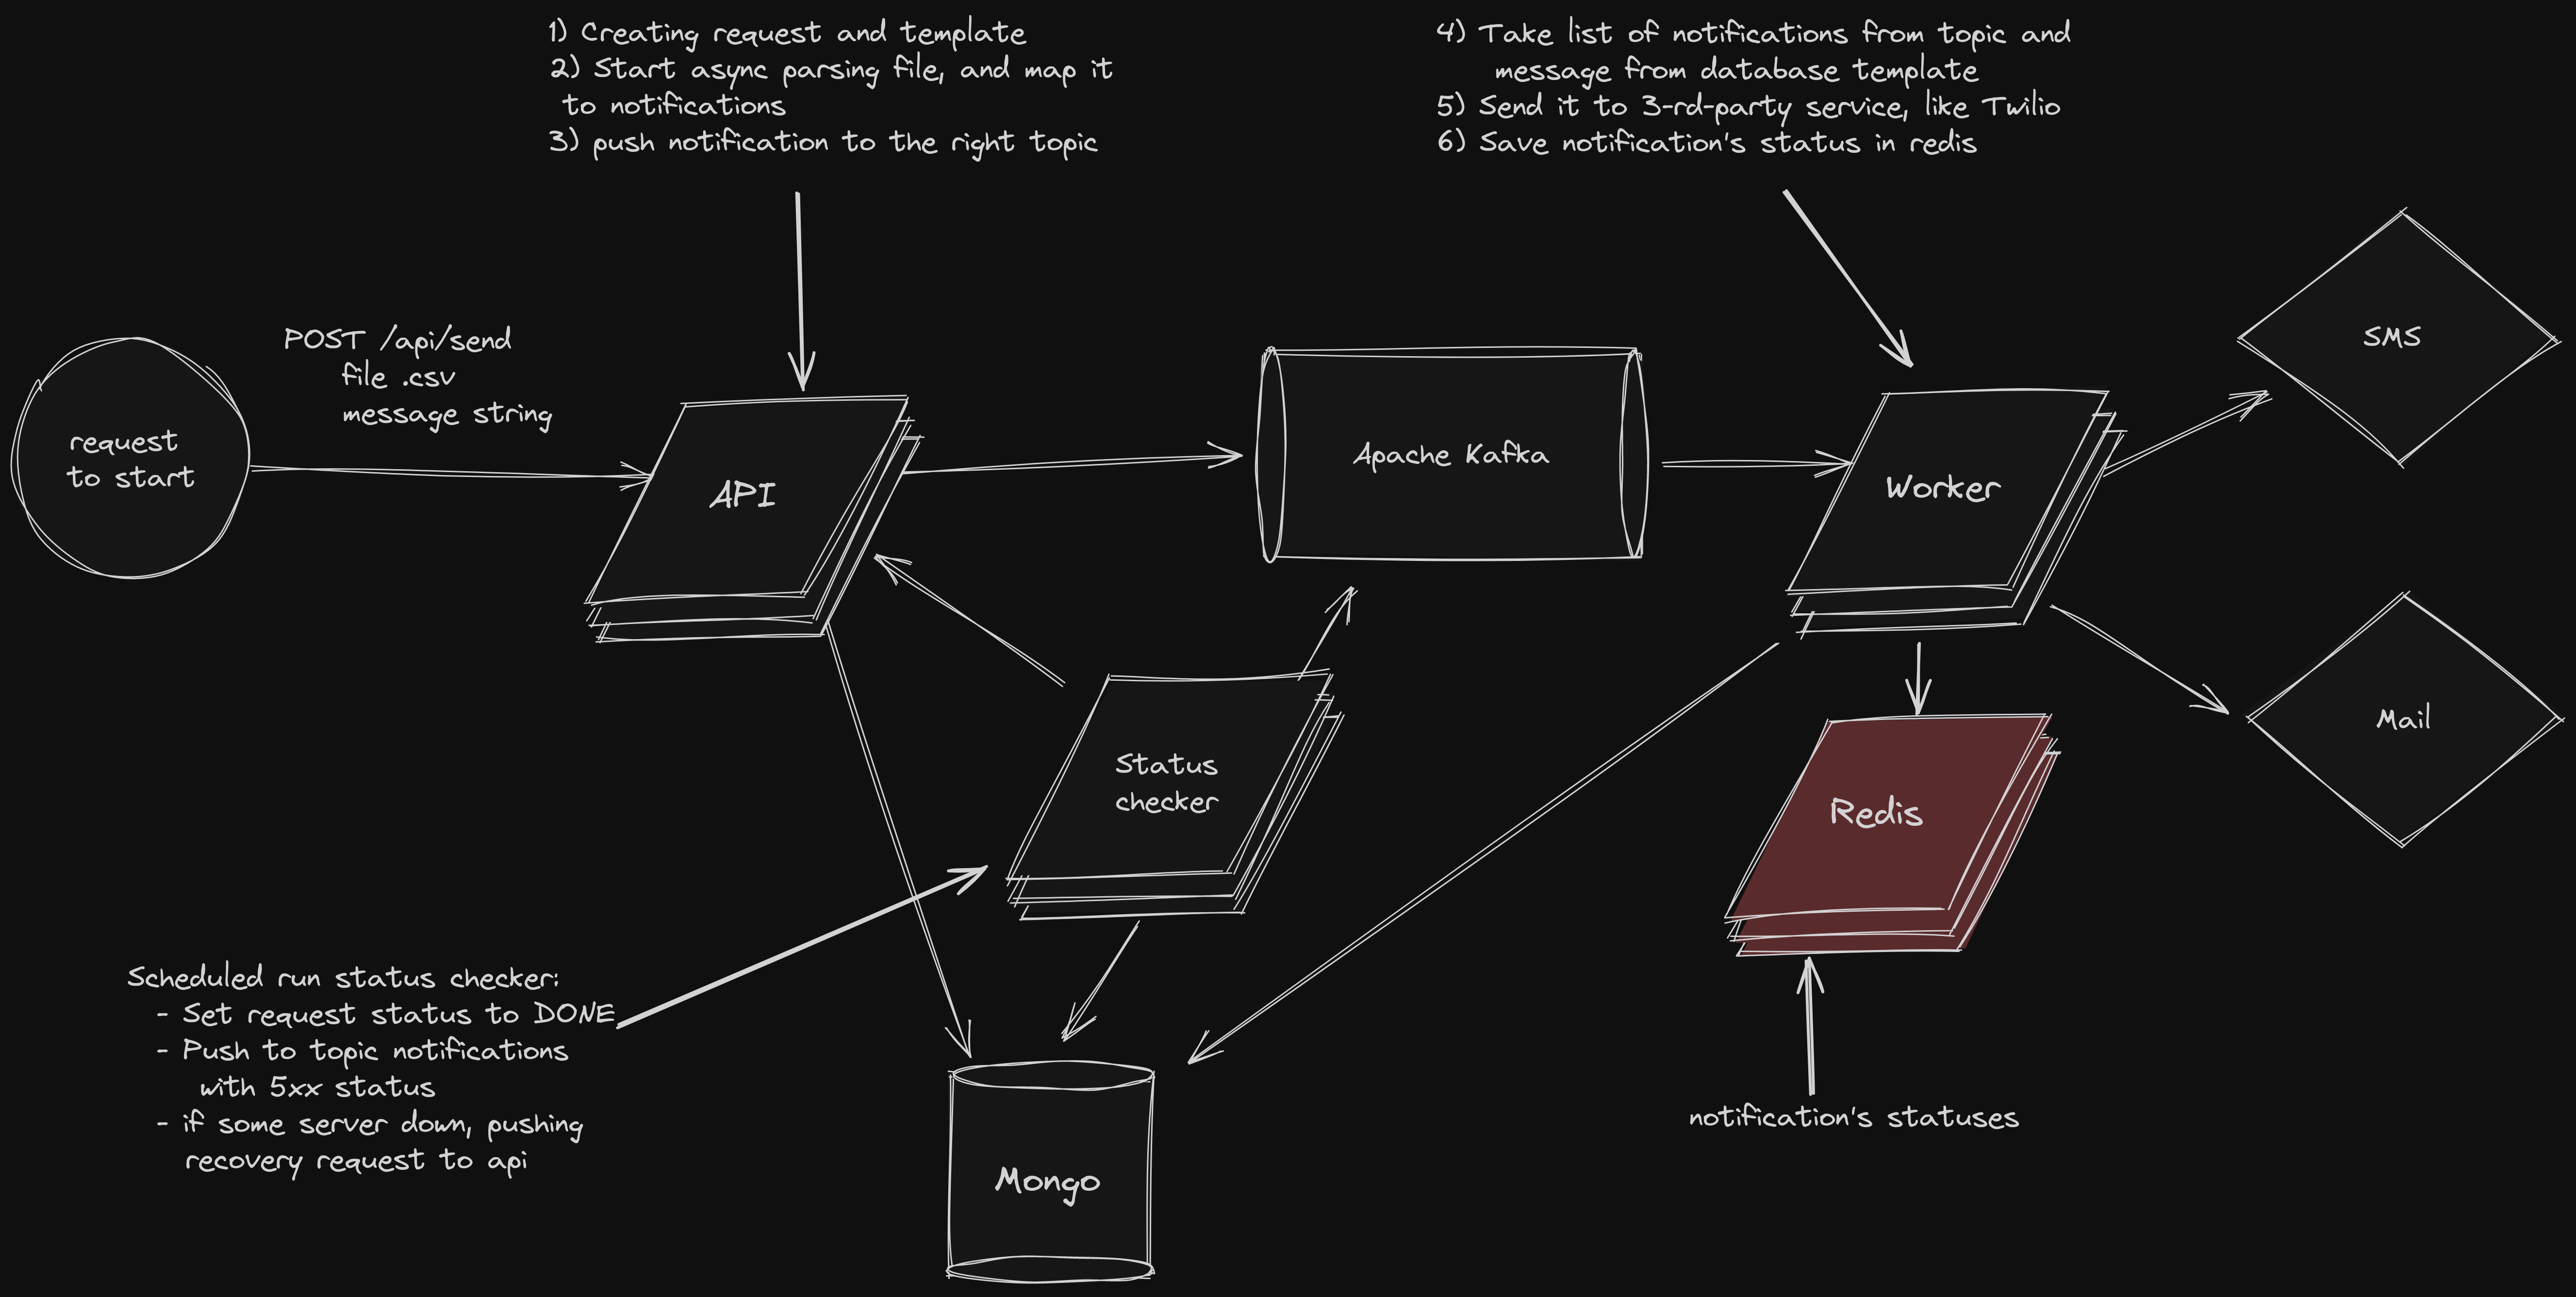 1) Creating request and template
2) Start async parsing file, and map it
to notifications
3) push notification to the right topic
4) Take list of notifications from topic and
message from database template
5) Send it to 3-rd-party service, like Twilio
6) Save notification's status in redis
POST /api/send
file .csv
message string
request
to start
API
Apache Kafka
Worker
SMS
Mail
Status
checker
Redis
Scheduled run status checker:
- Set request status to DONE
- Push to topic notifications
with 5xx status
- if some server down, pushing
recovery request to api
Mongo
notification's statuses